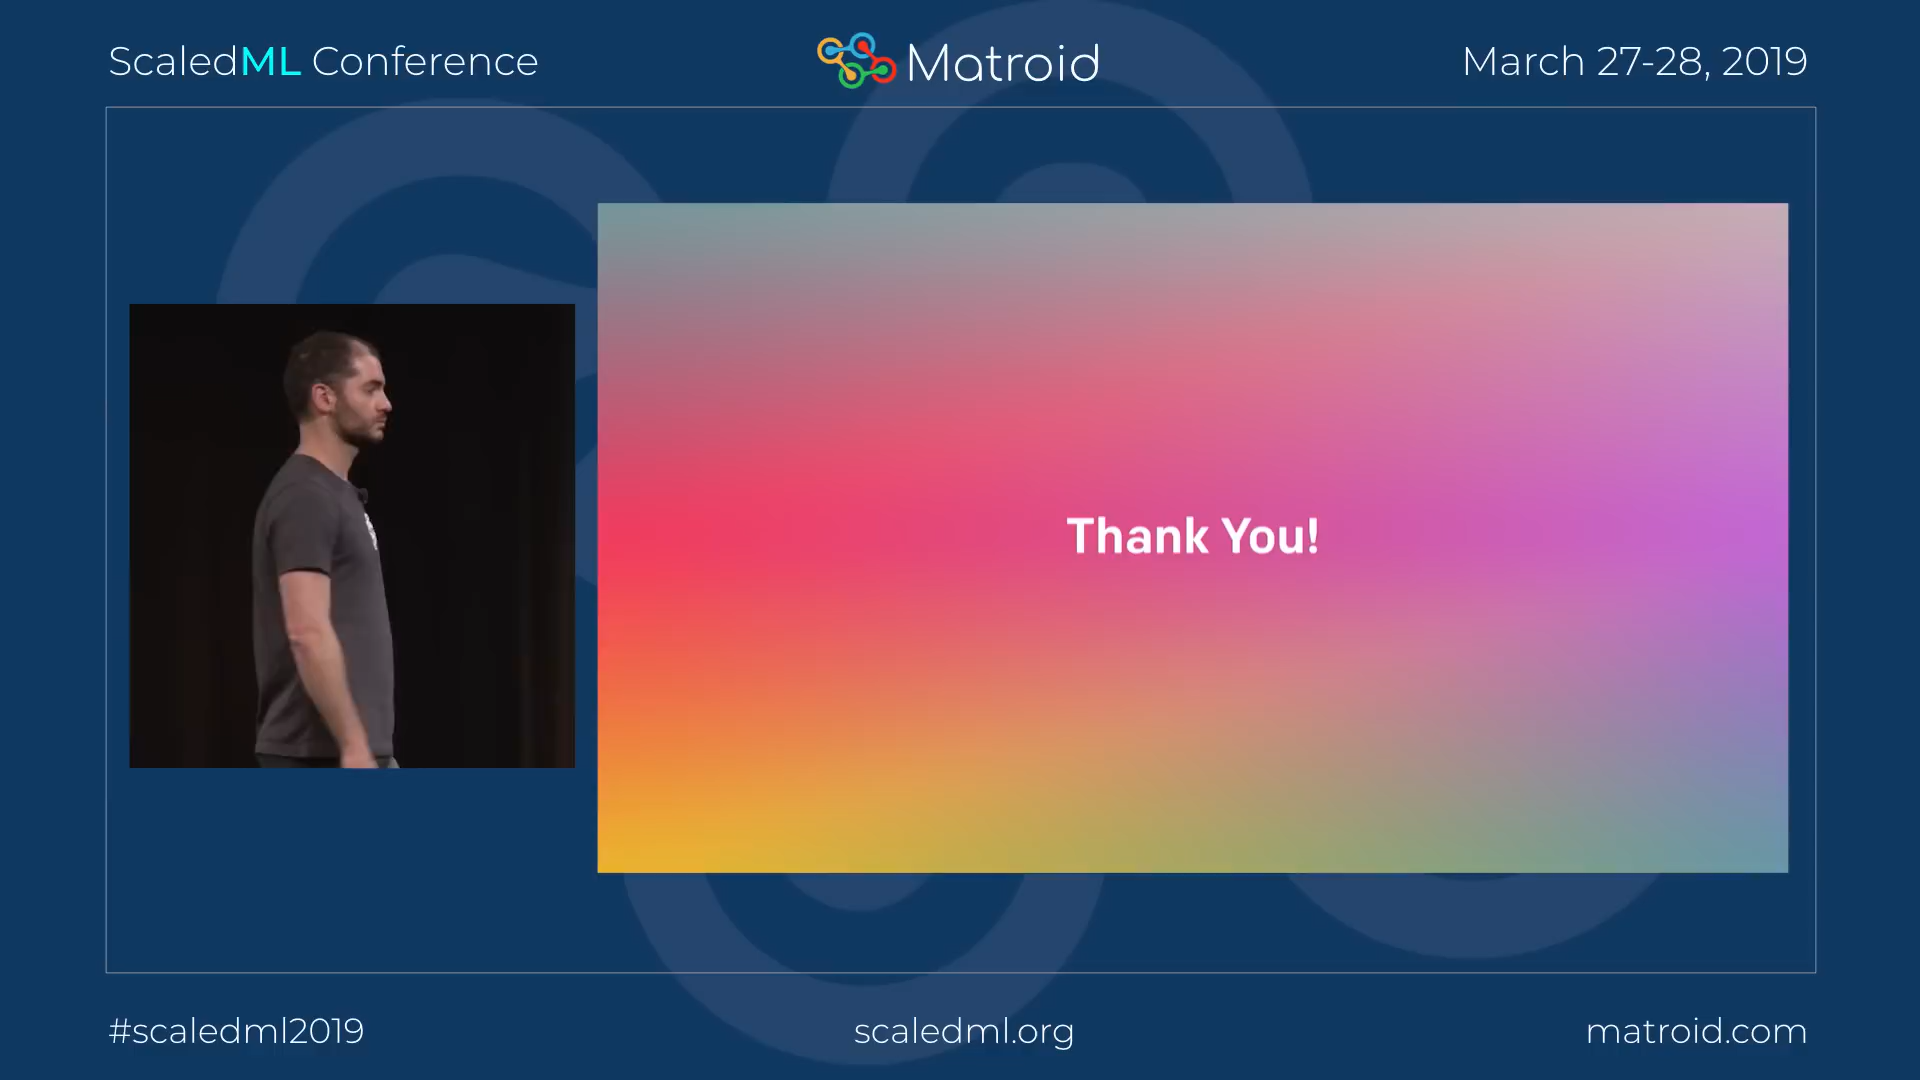 ScaledML Conference
Matroid
March 27-28, 2019
Thank You!
#scaledml2019
scaledml.org
matroid.com